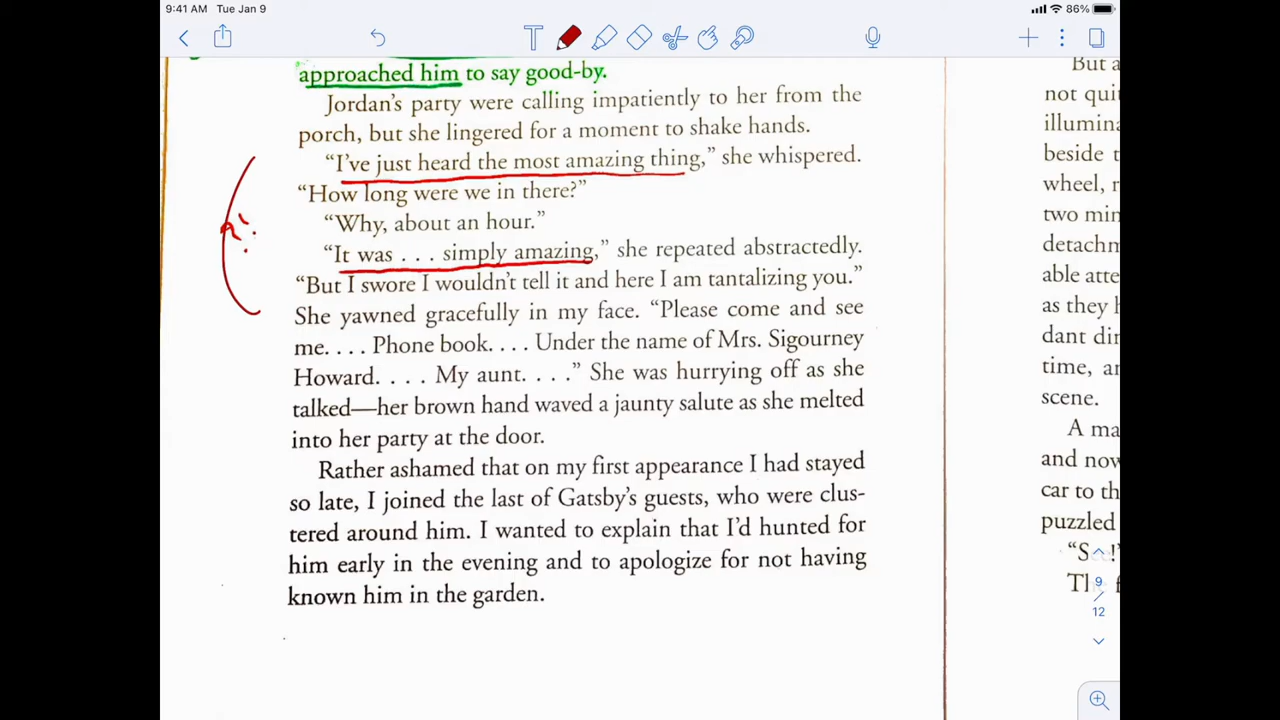 9:41 AM Tue Jan 9
86%
T
approached him to say good-by.
Jordan's party were calling impatiently to her from the
porch, but she lingered for a moment to shake hands.
“I've just heard the most amazing thing,” she whispered.
“How long were we in there?”
“Why, about an hour.”
“It was . . . simply amazing,” she repeated abstractedly.
“But I swore I wouldn't tell it and here I am tantalizing you.”
She yawned gracefully in my face. “Please come and see
me. . . . Phone book. . . . Under the name of Mrs. Sigourney
Howard. . . . My aunt. . . .” She was hurrying off as she
talked—her brown hand waved a jaunty salute as she melted
into her party at the door.
Rather ashamed that on my first appearance I had stayed
so late, I joined the last of Gatsby's guests, who were clus-
tered around him. I wanted to explain that I'd hunted for
him early in the evening and to apologize for not having
known him in the garden.
But a
not qui
illumina
beside t
wheel, r
two min
detachm
able atte
as they h
dant din
time, an
scene.
A ma
and now
car to th
puzzled
9
/
12